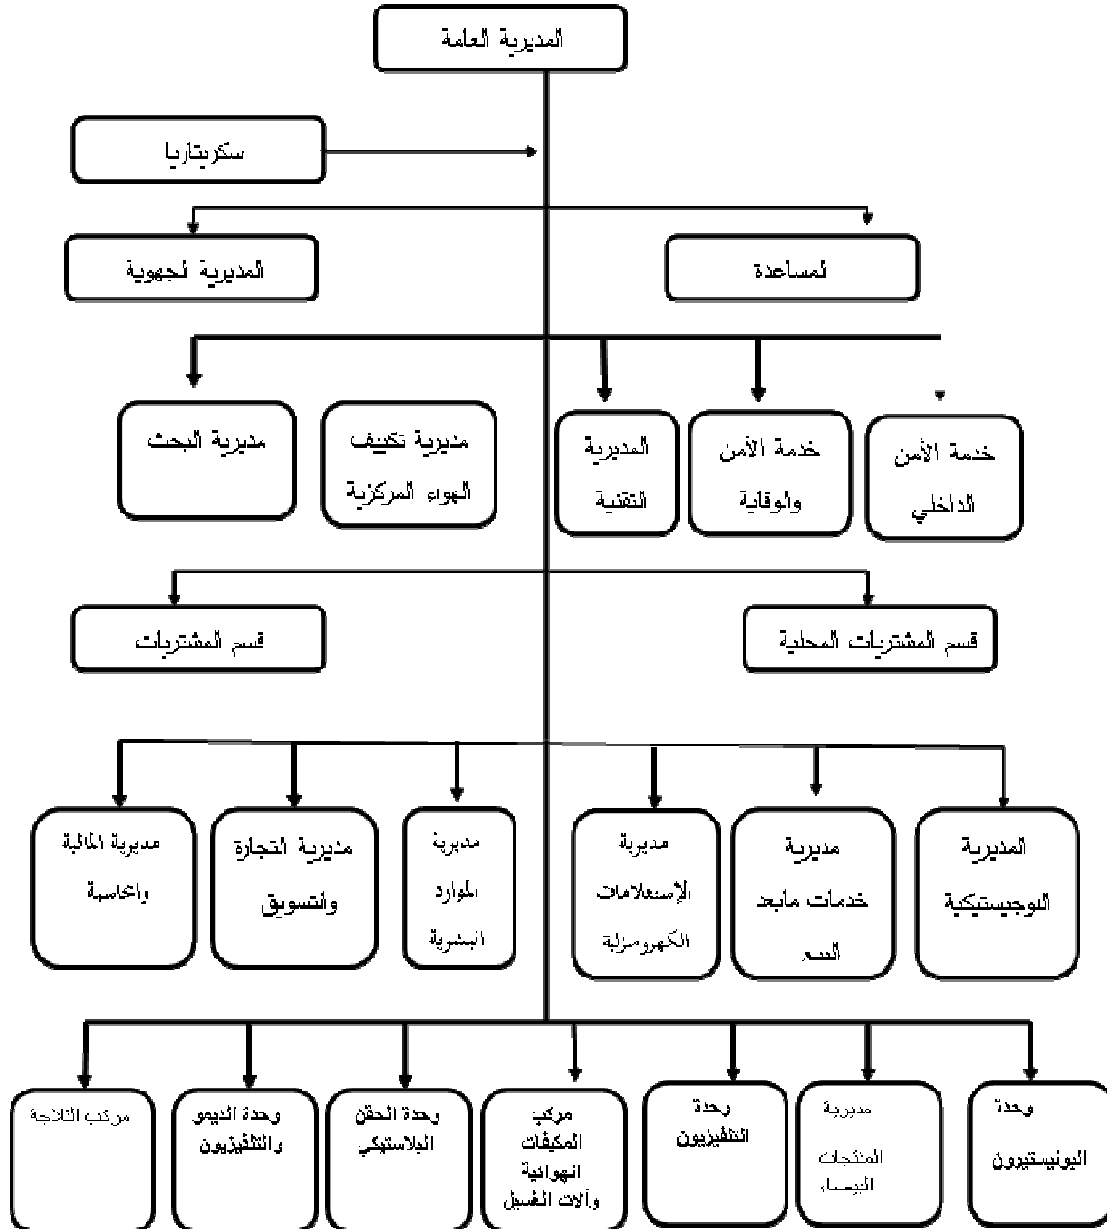 المديرية العامة
سكريتاريا
المديرية لجهوية
لمساعدة
مديرية البحث
مديرية تكييف
الهواء المركزية
المديرية
التقنية
خدمة الأمن
والوقاية
خدمة الأمن
الداخلي
قسم المشتريات
قسم المشتريات المحلية
مديرية المالية
والمحاسبة
مديرية التجارة
والتسويق
مديرية
الموارد
البشرية
مديرية
الإستعلامات
الكهرومنزلية
مديرية
خدمات مابعد
البيع
المديرية
اللوجيستيكية
مركب الثلاجة
وحدة الديمو
والتلفيزيون
وحدة الحقن
البلاستيكي
مركب
المكيفات
الهوائية
وآلات الغسيل
وحدة
التلفيزيون
مديرية
المنتجات
البيضاء
وحدة
البوليستيرون